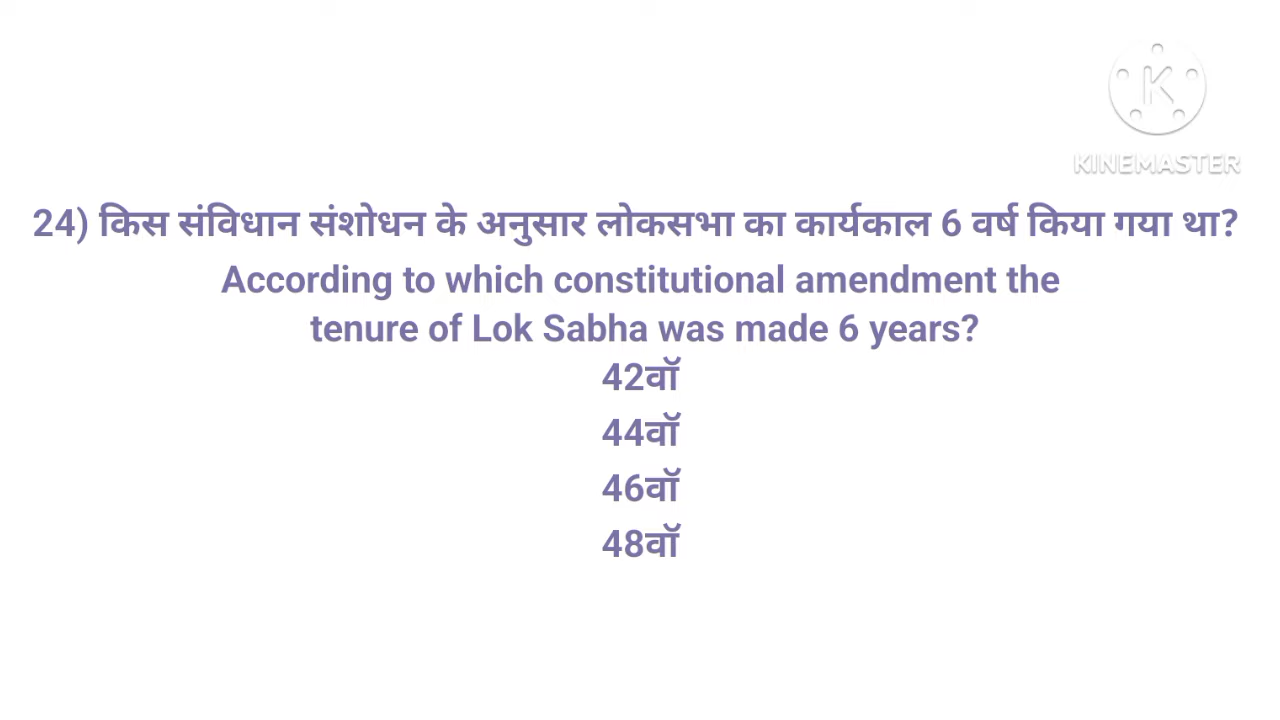 K
KINEMASTER
24) किस संविधान संशोधन के अनुसार लोकसभा का कार्यकाल 6 वर्ष किया गया था?
According to which constitutional amendment the
tenure of Lok Sabha was made 6 years?
42वॉ
44वॉ
46वॉ
48वॉ